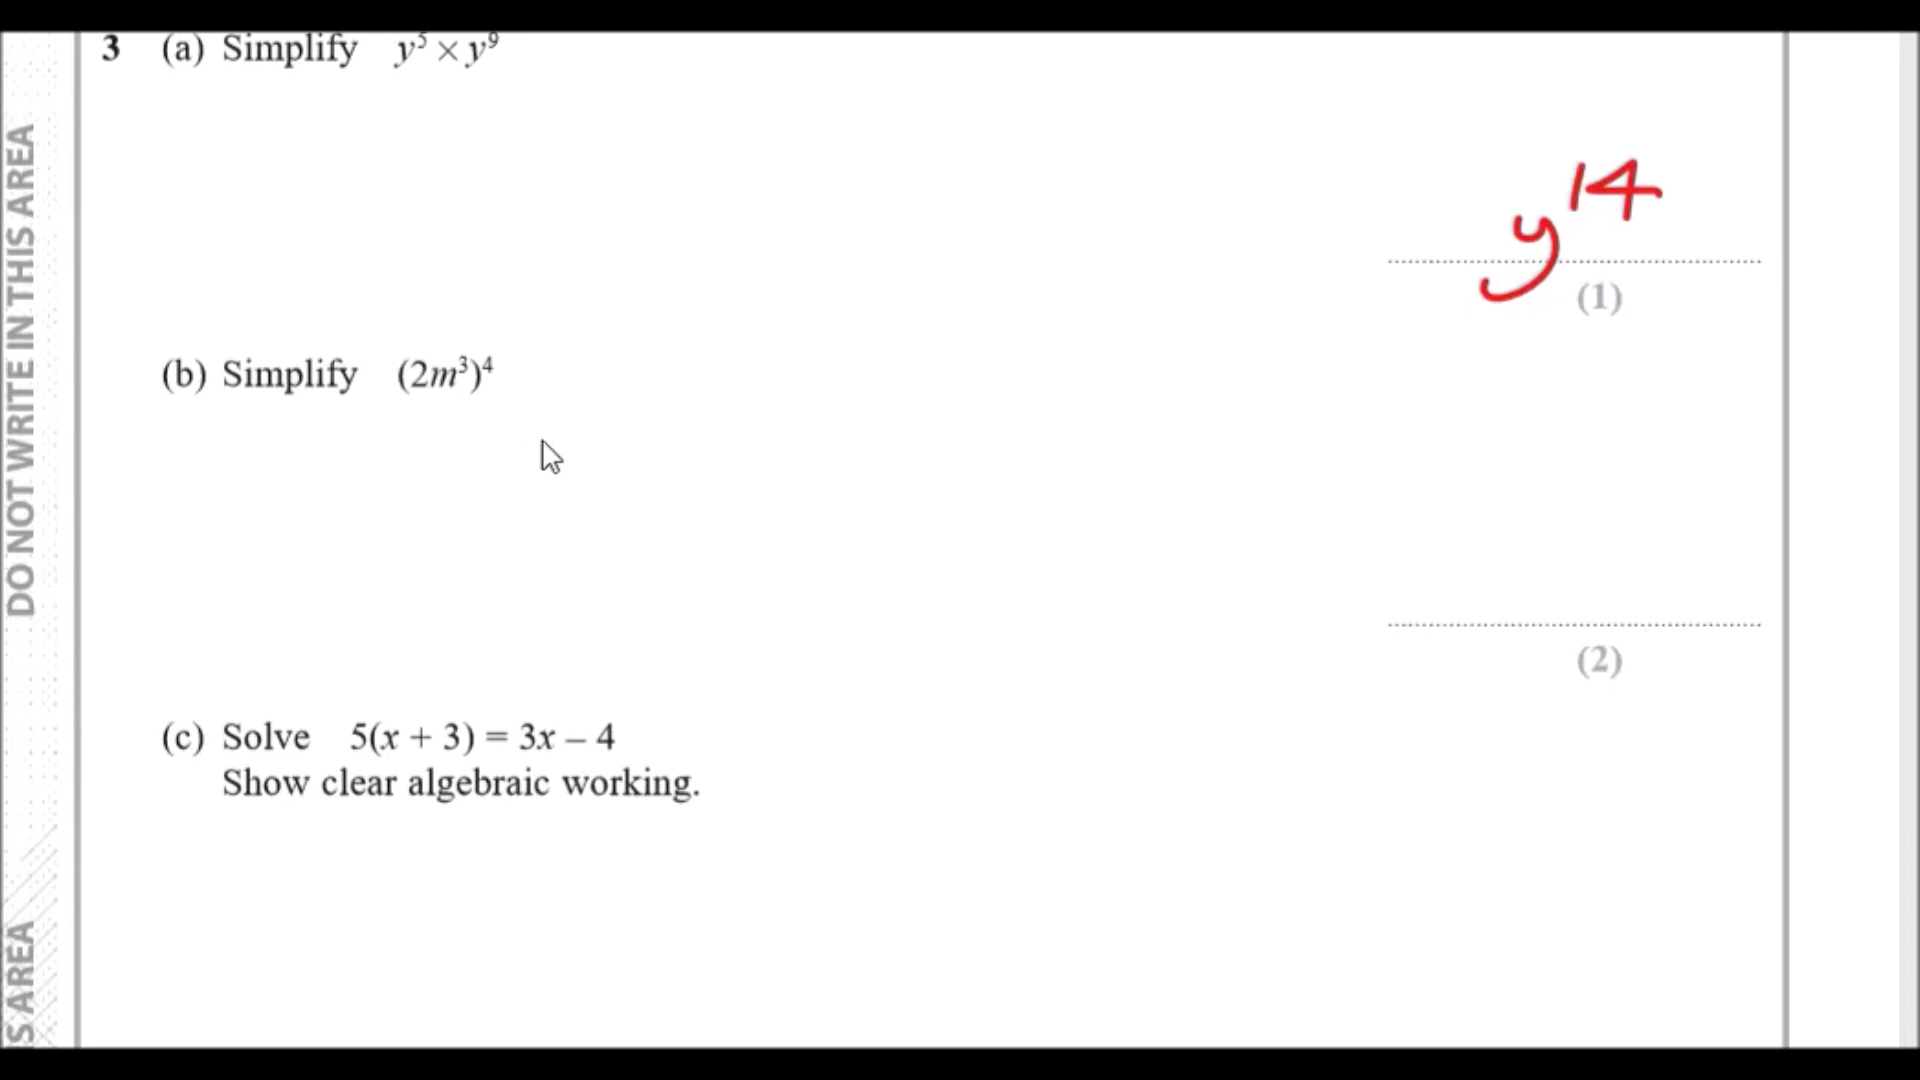 3 (a) Simplify y⁵ × y⁹
y¹⁴
(1)
(b) Simplify (2m³)⁴
(2)
(c) Solve 5(x + 3) = 3x – 4
Show clear algebraic working.
DO NOT WRITE IN THIS AREA
S AREA